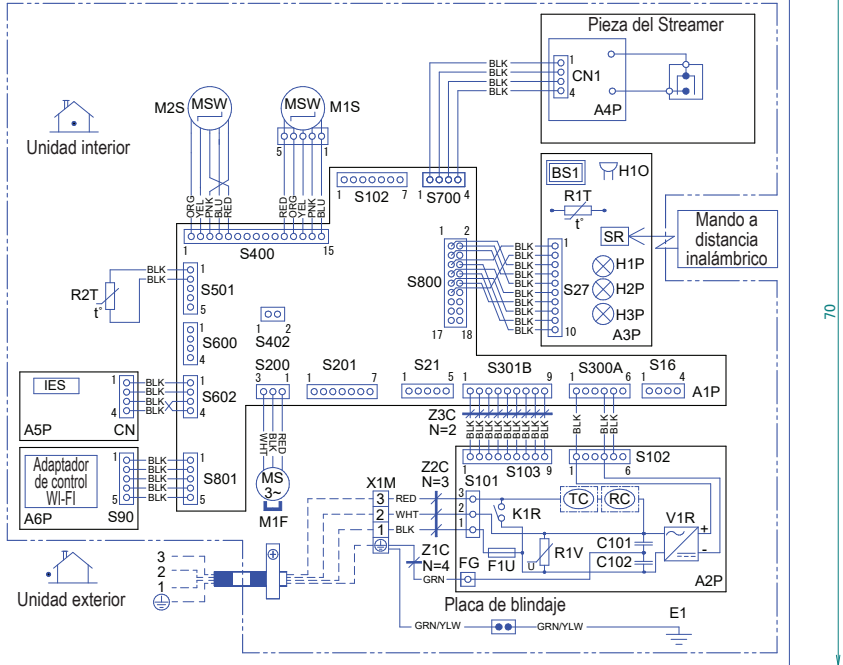 Pieza del Streamer
1
CN1
4
A4P
BLK
BLK
BLK
BLK
M2S
MSW
MSW
M1S
5
1
Unidad interior
ORG
YEL
PNK
BLU
RED
RED
ORG
YEL
PNK
BLU
1
7
S102
1
4
S700
BS1
H1O
R1T
t°
SR
Mando a
distancia
inalámbrico
H1P
H2P
H3P
A3P
1
S400
15
1
2
S800
17
18
BLK
BLK
BLK
BLK
BLK
BLK
BLK
BLK
BLK
BLK
1
S27
10
R2T
t°
BLK
BLK
1
S501
5
1
S600
4
1
2
S402
70
IES
A5P
CN
1
4
BLK
BLK
BLK
BLK
1
S602
4
S200
3
1
S201
1
7
S21
1
5
S301B
1
9
S300A
1
6
S16
1
4
A1P
Z3C
N=2
BLK
BLK
BLK
BLK
BLK
BLK
BLK
BLK
BLK
BLK
BLK
WHT
BLK
RED
Adaptador
de control
WI-FI
A6P
S90
1
5
BLK
BLK
BLK
BLK
BLK
1
S801
5
MS
3~
M1F
1
S103
9
1
S102
6
X1M
3
2
1
RED
WHT
BLK
Z2C
N=3
S101
3
2
1
K1R
TC
RC
V1R
+
-
C101
C102
R1V
u
F1U
A2P
Z1C
N=4
GRN
FG
3
2
1
Unidad exterior
Placa de blindaje
GRN/YLW
GRN/YLW
E1